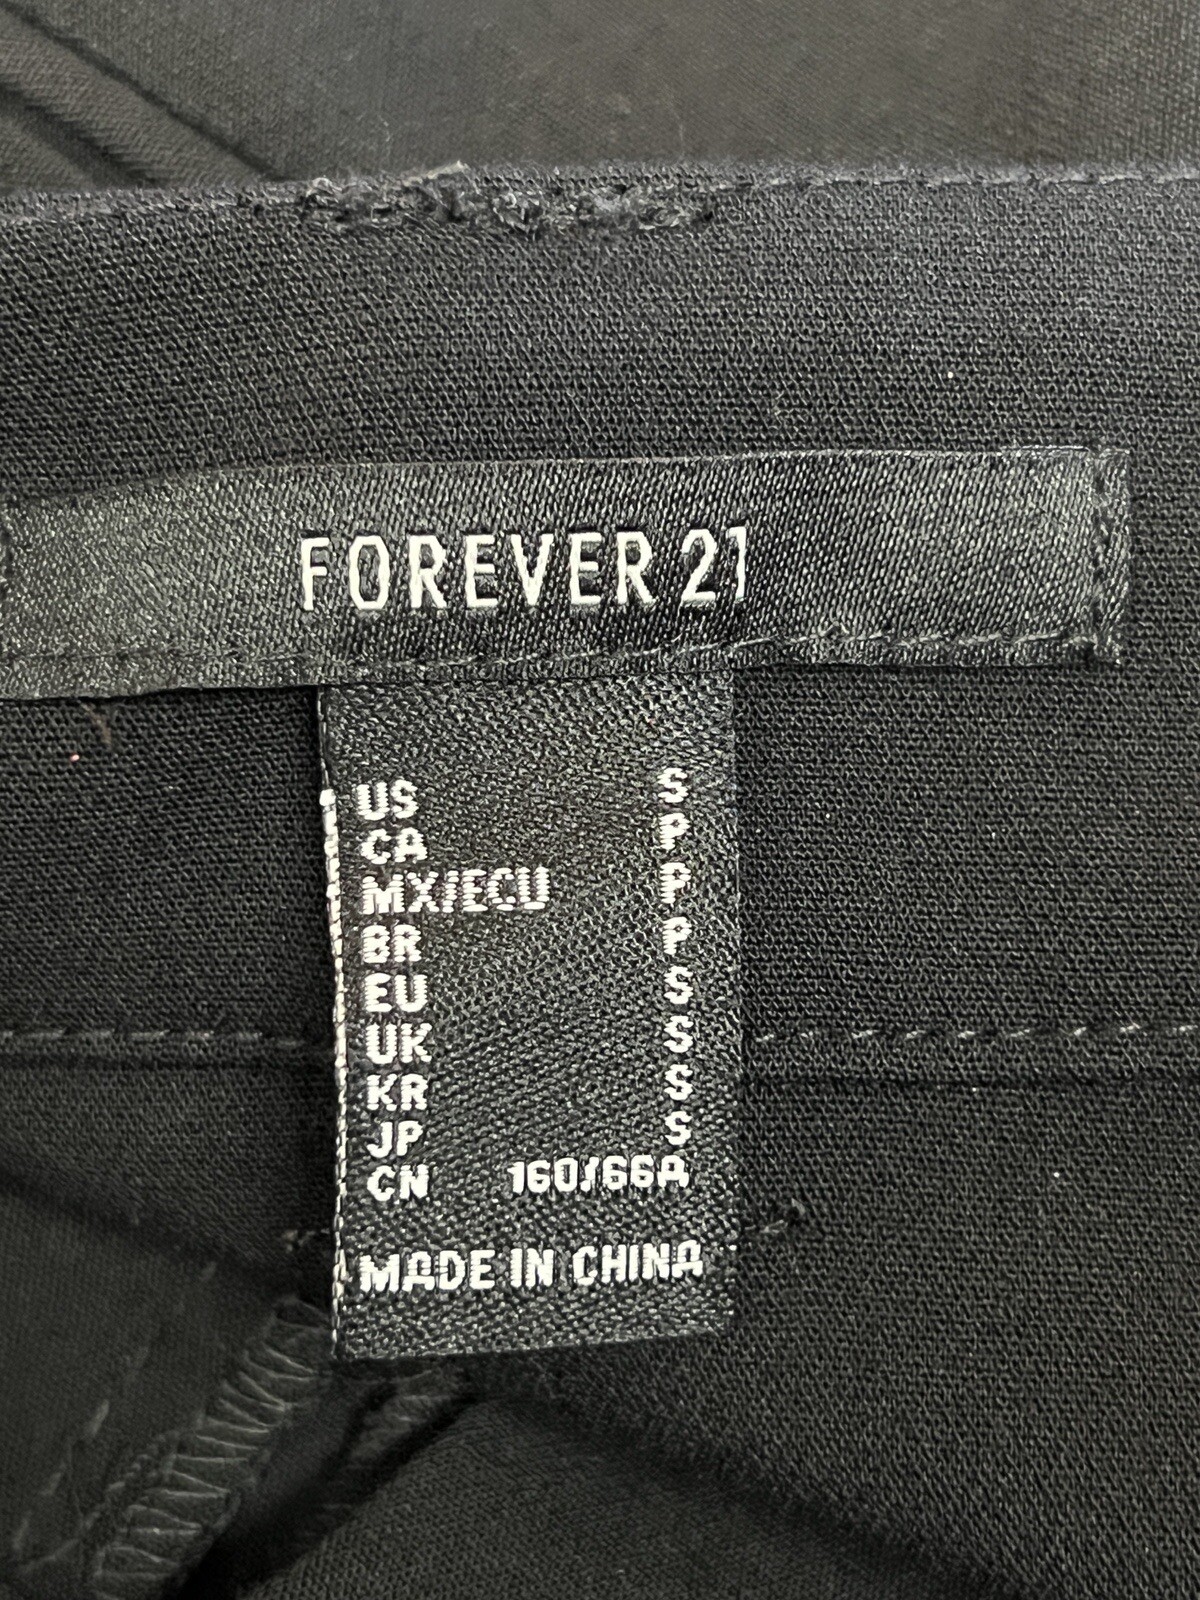 FOREVER 21
US S
CA P
MX/ECU P
BR P
EU S
UK S
KR S
JP S
CN 160/66A
MADE IN CHINA